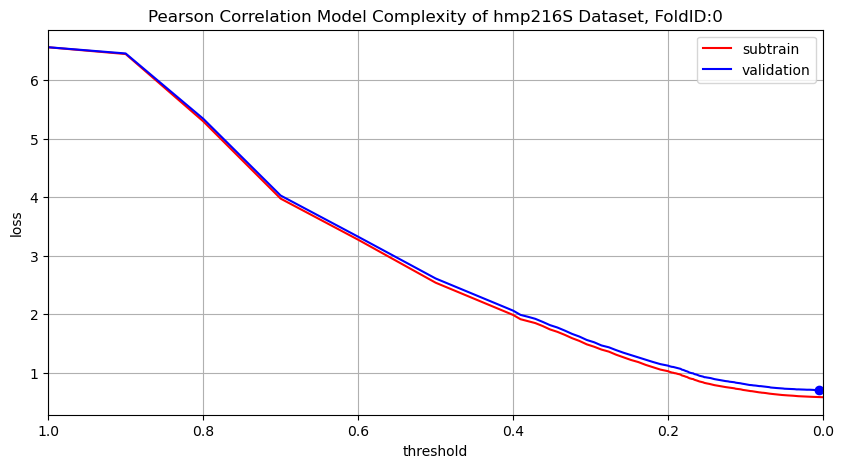 Pearson Correlation Model Complexity of hmp216S Dataset, FoldID:0
subtrain
validation
6
5
4
3
2
1
loss
1.0 0.8 0.6 0.4 0.2 0.0
threshold